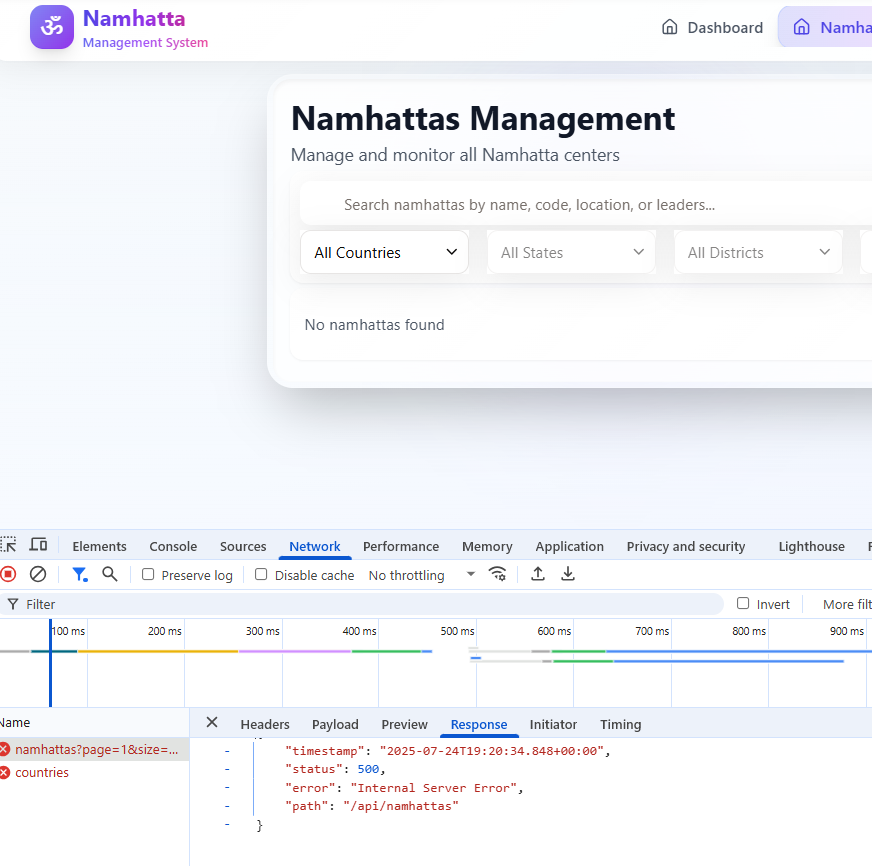 ॐ
Namhatta
Management System
Dashboard
Namha
Namhattas Management
Manage and monitor all Namhatta centers
Search namhattas by name, code, location, or leaders...
All Countries
All States
All Districts
No namhattas found
Elements Console Sources Network Performance Memory Application Privacy and security Lighthouse
Preserve log Disable cache No throttling
Filter Invert More filt
100 ms 200 ms 300 ms 400 ms 500 ms 600 ms 700 ms 800 ms 900 ms
Name
Headers Payload Preview Response Initiator Timing
namhattas?page=1&size=...
countries
- "timestamp": "2025-07-24T19:20:34.848+00:00",
- "status": 500,
- "error": "Internal Server Error",
- "path": "/api/namhattas"
- }